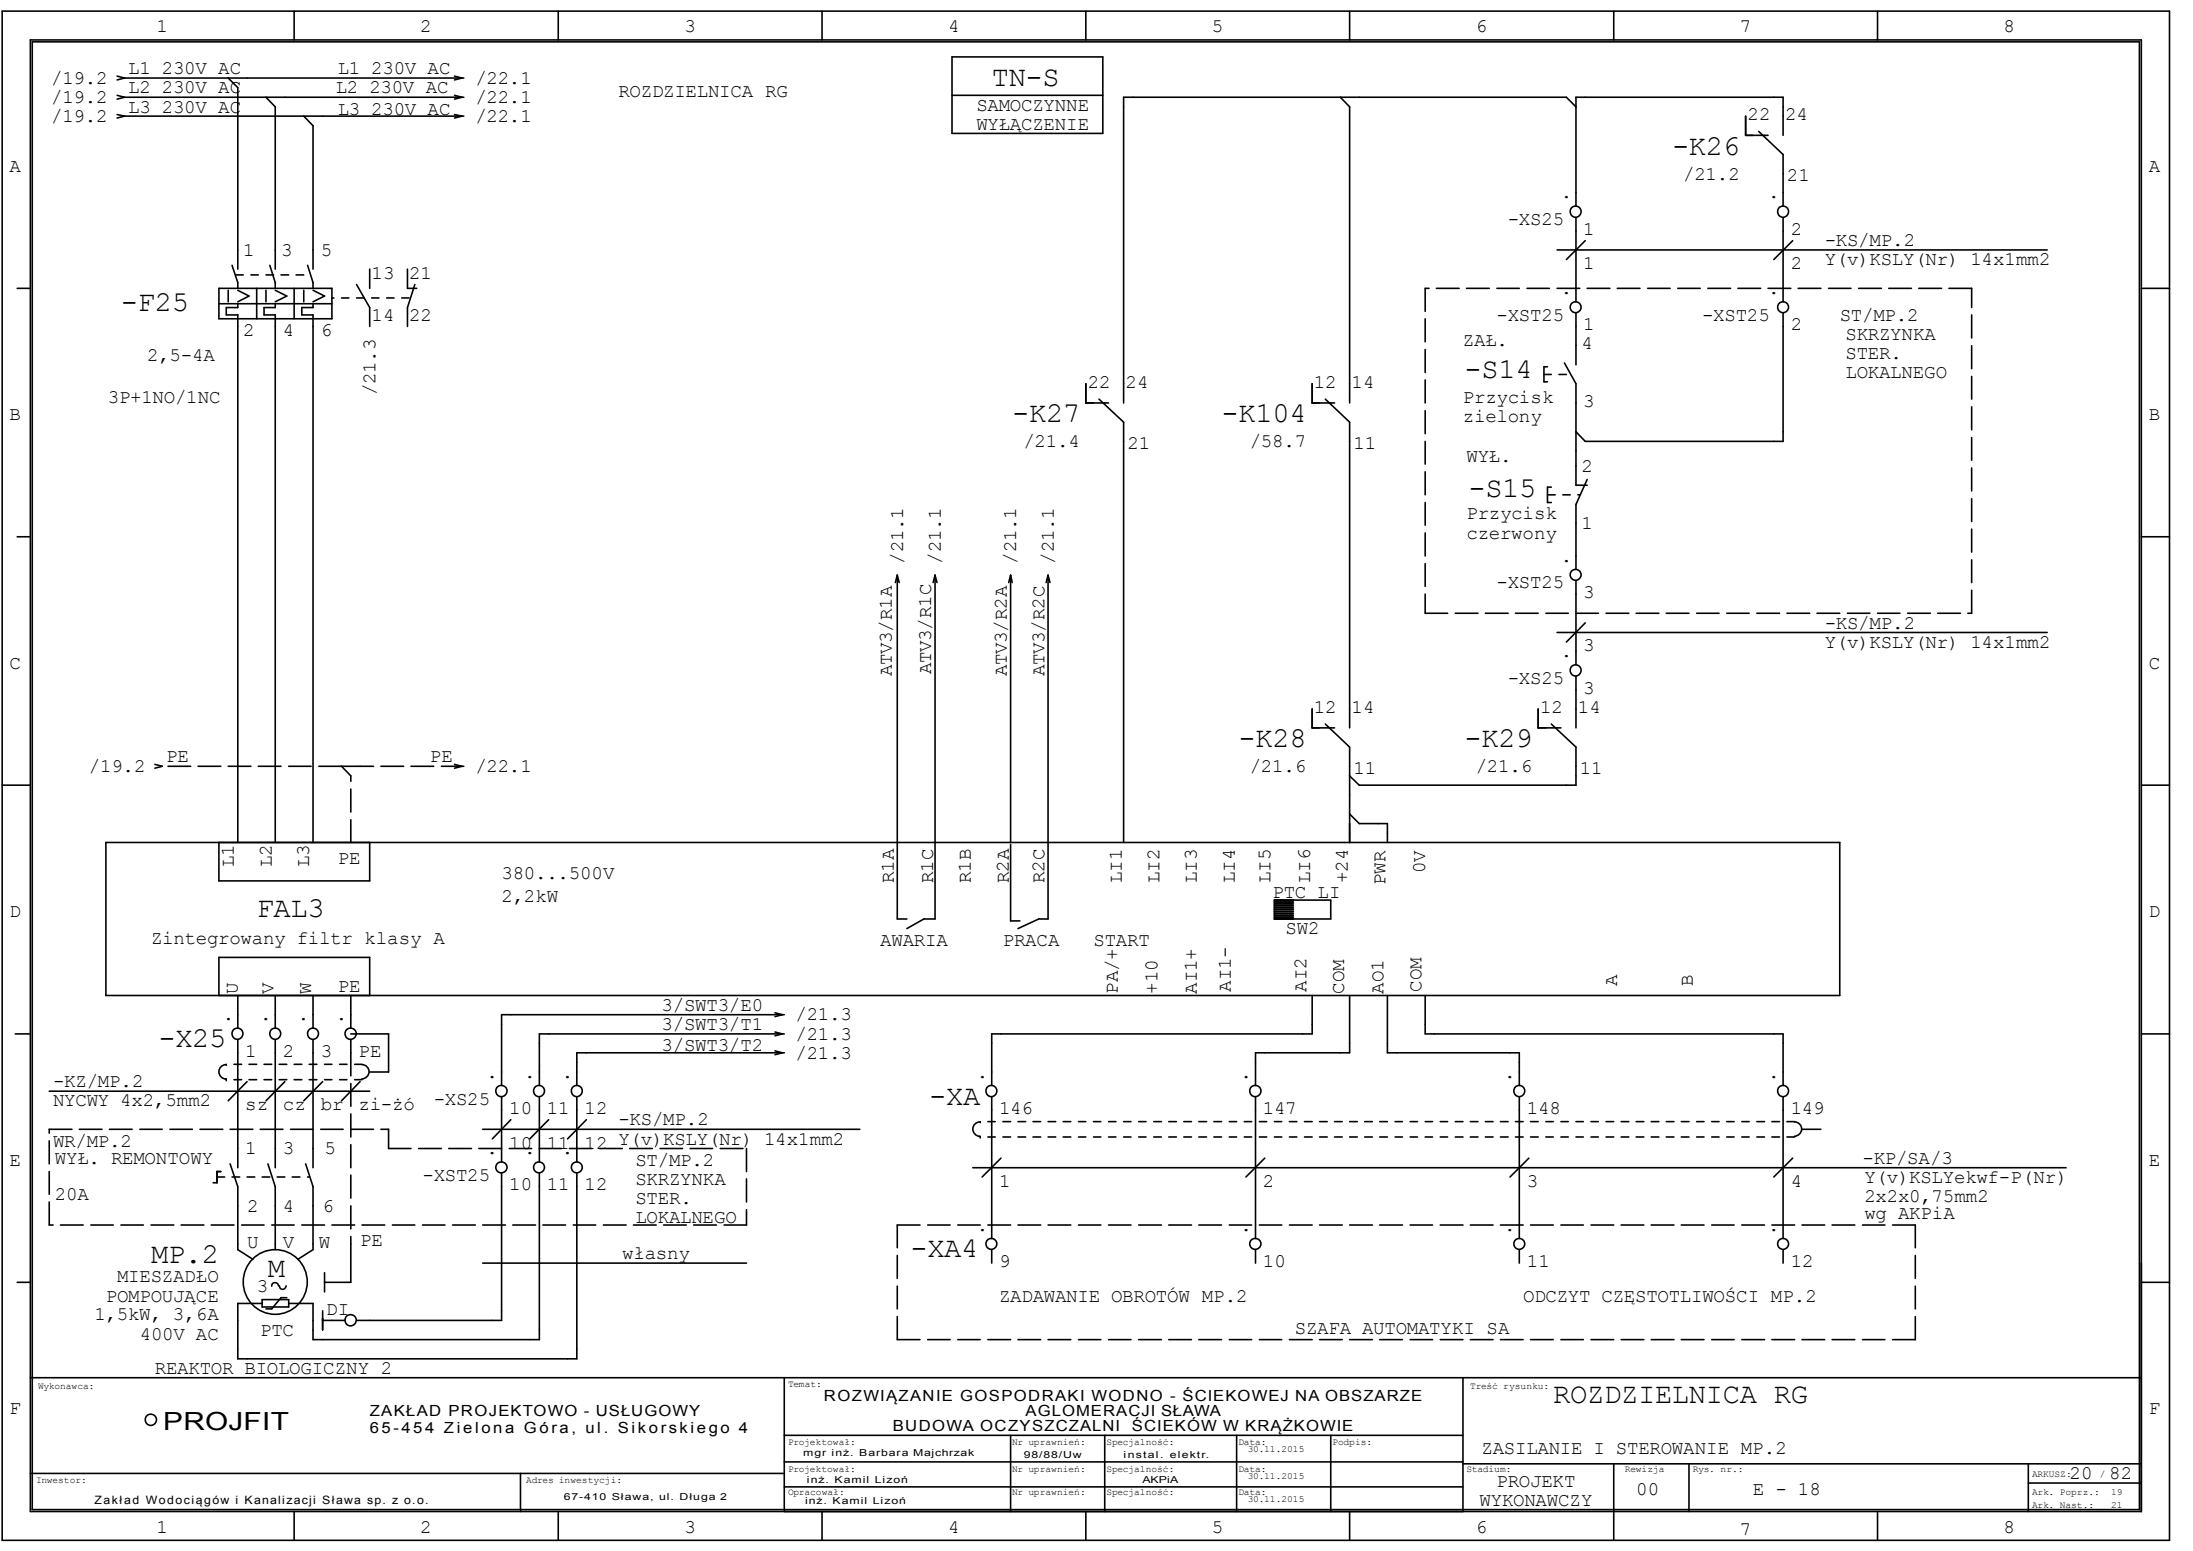 1 2 3 4 5 6 7 8
/19.2 L1 230V AC L1 230V AC /22.1
/19.2 L2 230V AC L2 230V AC /22.1
/19.2 L3 230V AC L3 230V AC /22.1
ROZDZIELNICA RG
TN-S
SAMOCZYNNE
WYŁĄCZENIE
22 24
-K26
/21.2
21
A A
-XS25
1 2
-KS/MP.2
1 2
Y(v)KSLY(Nr) 14x1mm2
1 3 5
13 21
-F25
14 22
2 4 6
/21.3
2,5-4A
3P+1NO/1NC
-XST25
1
-XST25
2
ST/MP.2
SKRZYNKA
STER.
LOKALNEGO
ZAŁ.
4
-S14
Przycisk
zielony
3
B B
22 24
-K27
/21.4
21
12 14
-K104
/58.7
11
WYŁ.
2
-S15
Przycisk
czerwony
1
-XST25
3
-KS/MP.2
Y(v)KSLY(Nr) 14x1mm2
3
-XS25
3
C C
/21.1 /21.1 /21.1 /21.1
ATV3/R1A ATV3/R1C ATV3/R2A ATV3/R2C
12 14
-K28
/21.6
11
12 14
-K29
/21.6
11
/19.2 PE PE /22.1
L1 L2 L3 PE
380...500V
2,2kW
R1A R1C R1B R2A R2C LI1 LI2 LI3 LI4 LI5 LI6 +24 PWR 0V
PTC LI
SW2
D D
FAL3
Zintegrowany filtr klasy A
AWARIA PRACA START
PA/+ +10 AI1+ AI1- AI2 COM AO1 COM A B
U V W PE
3/SWT3/E0 /21.3
3/SWT3/T1 /21.3
3/SWT3/T2 /21.3
-X25
1 2 3 PE
-KZ/MP.2
NYCWY 4x2,5mm2
sz cz br zi-żó
-XS25
10 11 12
-KS/MP.2
10 11 12
Y(v)KSLY(Nr) 14x1mm2
-XST25
10 11 12
ST/MP.2
SKRZYNKA
STER.
LOKALNEGO
własny
WR/MP.2
WYŁ. REMONTOWY
20A
1 3 5
2 4 6
E E
-XA
146 147 148 149
-KP/SA/3
Y(v)KSLYekwf-P(Nr)
2x2x0,75mm2
wg AKPiA
1 2 3 4
-XA4
9 10 11 12
ZADAWANIE OBROTÓW MP.2
ODCZYT CZĘSTOTLIWOŚCI MP.2
SZAFA AUTOMATYKI SA
U V W PE
MP.2
MIESZADŁO
POMPOUJĄCE
1,5kW, 3,6A
400V AC
M
3~
PTC
DI
REAKTOR BIOLOGICZNY 2
F F
Wykonawca:
PROJFIT
ZAKŁAD PROJEKTOWO - USŁUGOWY
65-454 Zielona Góra, ul. Sikorskiego 4
Inwestor:
Zakład Wodociągów i Kanalizacji Sława sp. z o.o.
Adres inwestycji:
67-410 Sława, ul. Długa 2
Temat:
ROZWIĄZANIE GOSPODRAKI WODNO - ŚCIEKOWEJ NA OBSZARZE
AGLOMERACJI SŁAWA
BUDOWA OCZYSZCZALNI ŚCIEKÓW W KRĄŻKOWIE
Projektował: Nr uprawnień: Specjalność: Data: Podpis:
mgr inż. Barbara Majchrzak 98/88/Uw instal. elektr. 30.11.2015
Projektował: Nr uprawnień: Specjalność: Data:
inż. Kamil Lizoń AKPiA 30.11.2015
Opracował: Nr uprawnień: Specjalność: Data:
inż. Kamil Lizoń 30.11.2015
Treść rysunku:
ROZDZIELNICA RG
ZASILANIE I STEROWANIE MP.2
Stadium:
PROJEKT
WYKONAWCZY
Rewizja
00
Rys. nr.:
E - 18
ARKUSZ: 20 / 82
Ark. Poprz.: 19
Ark. Nast.: 21
1 2 3 4 5 6 7 8